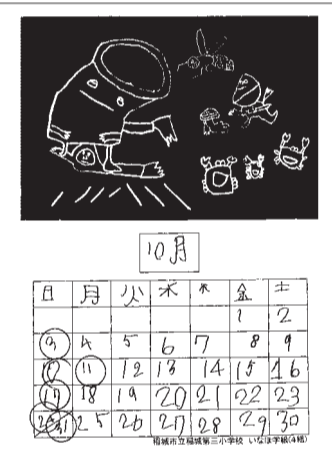 10月
日 月 火 水 木 金 土
1 2
3 4 5 6 7 8 9
10 11 12 13 14 15 16
17 18 19 20 21 22 23
24/31 25 26 27 28 29 30
稲城市立稲城第三小学校 いなほ学級(4組)